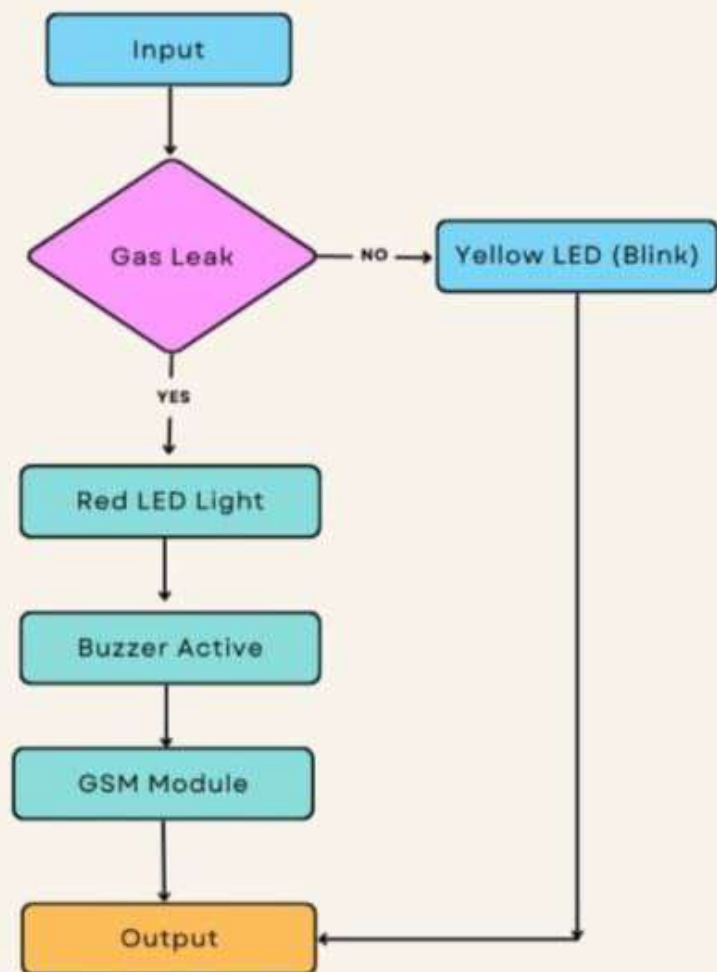 Input
Gas Leak
NO
Yellow LED (Blink)
YES
Red LED Light
Buzzer Active
GSM Module
Output